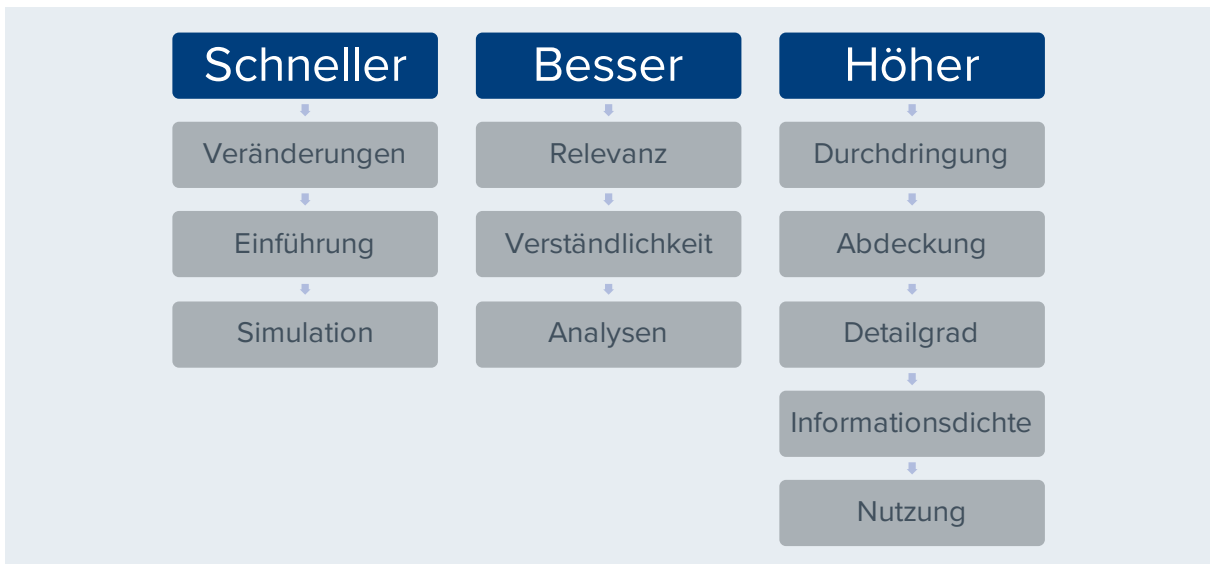 Schneller
Veränderungen
Einführung
Simulation
Besser
Relevanz
Verständlichkeit
Analysen
Höher
Durchdringung
Abdeckung
Detailgrad
Informationsdichte
Nutzung